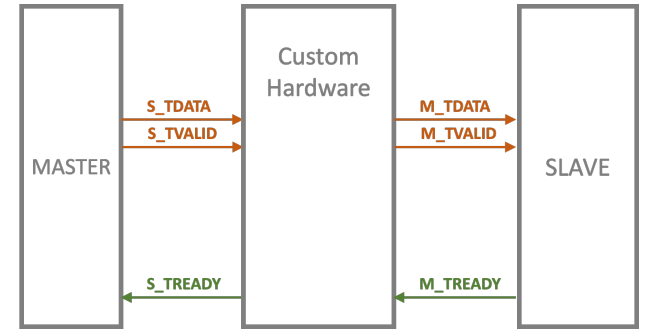 Custom
Hardware
S_TDATA
M_TDATA
S_TVALID
M_TVALID
MASTER
SLAVE
S_TREADY
M_TREADY